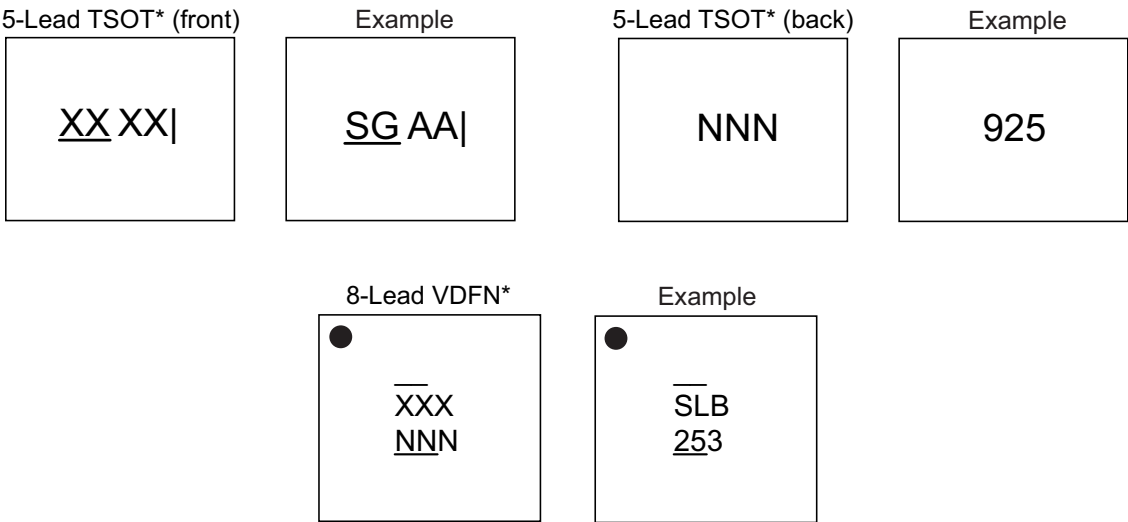 5-Lead TSOT* (front)
Example
5-Lead TSOT* (back)
Example
XX XX|
SG AA|
NNN
925
8-Lead VDFN*
Example
XXX
NNN
SLB
253